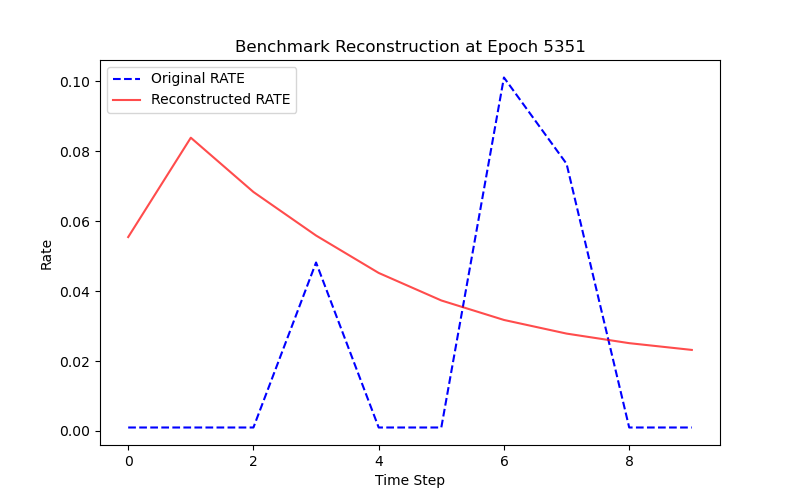 Benchmark Reconstruction at Epoch 5351
Original RATE
Reconstructed RATE
Rate
0.10
0.08
0.06
0.04
0.02
0.00
0 2 4 6 8
Time Step